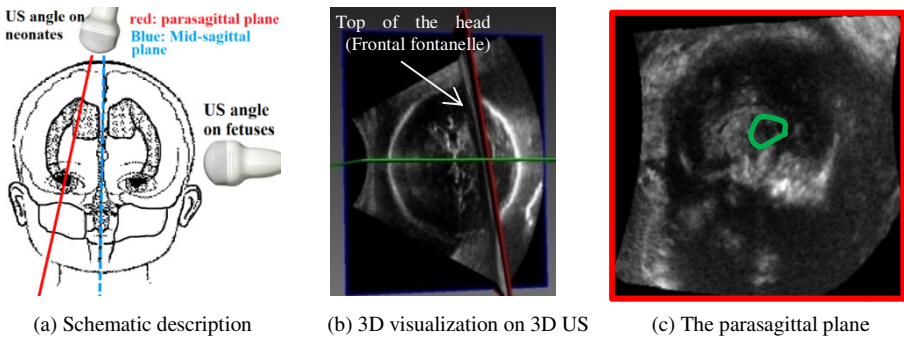 US angle on
neonates
red: parasagittal plane
Blue: Mid-sagittal
plane
US angle
on
fetuses
Top of the head
(Frontal fontanelle)
(a) Schematic description
(b) 3D visualization on 3D US
(c) The parasagittal plane